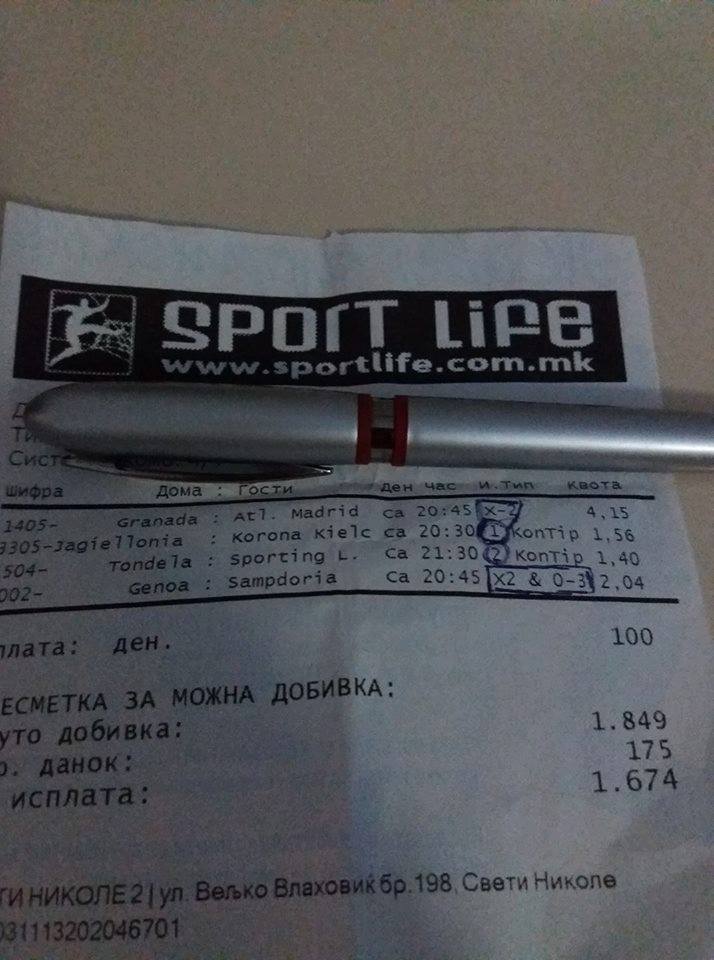 SPORT LIFE
www.sportlife.com.mk
Шифра Дома : Гости Ден Час И.Тип Квота
1405- Granada : Atl. Madrid Са 20:45 X-2 4,15
3305-Jagiellonia : Korona Kielc Са 20:30 1 КопТір 1,56
504- Tondela : Sporting L. Са 21:30 2 КопТір 1,40
002- Genoa : Sampdoria Са 20:45 X2 & 0-3 2,04
плата: ден. 100
ЕСМЕТКА ЗА МОЖНА ДОБИВКА:
уто добивка: 1.849
р. данок: 175
исплата: 1.674
ТИ НИКОЛЕ 2 | ул. Вељко Влаховиќ бр.198, Свети Николе
031113202046701